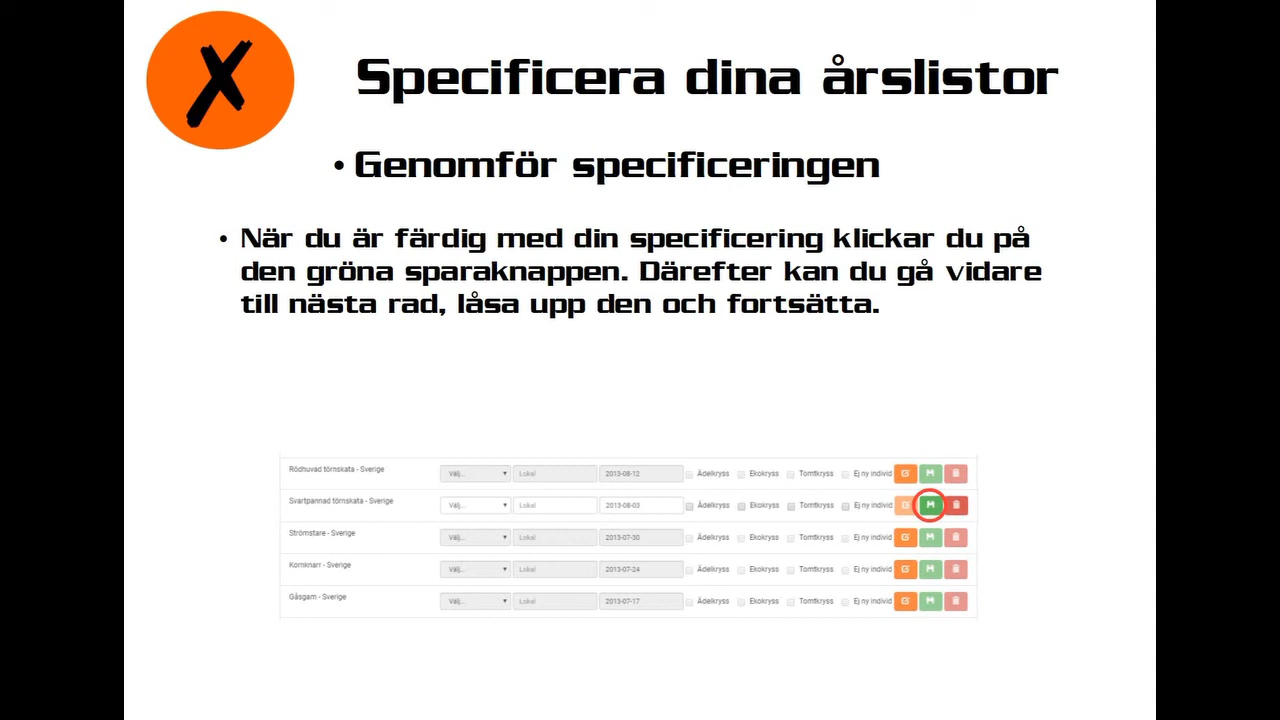 X
Specificera dina årslistor
• Genomför specificeringen
• När du är färdig med din specificering klickar du på
den gröna sparaknappen. Därefter kan du gå vidare
till nästa rad, låsa upp den och fortsätta.
Rödhuvad törnskata - Sverige Välj... Lokal 2013-08-12 Ädelkryss Ekokryss Tomtkryss Ej ny individ
Svartpannad törnskata - Sverige Välj... Lokal 2013-08-03 Ädelkryss Ekokryss Tomtkryss Ej ny individ
Strömstare - Sverige Välj... Lokal 2013-07-30 Ädelkryss Ekokryss Tomtkryss Ej ny individ
Kornknarr - Sverige Välj... Lokal 2013-07-24 Ädelkryss Ekokryss Tomtkryss Ej ny individ
Gåsgam - Sverige Välj... Lokal 2013-07-17 Ädelkryss Ekokryss Tomtkryss Ej ny individ